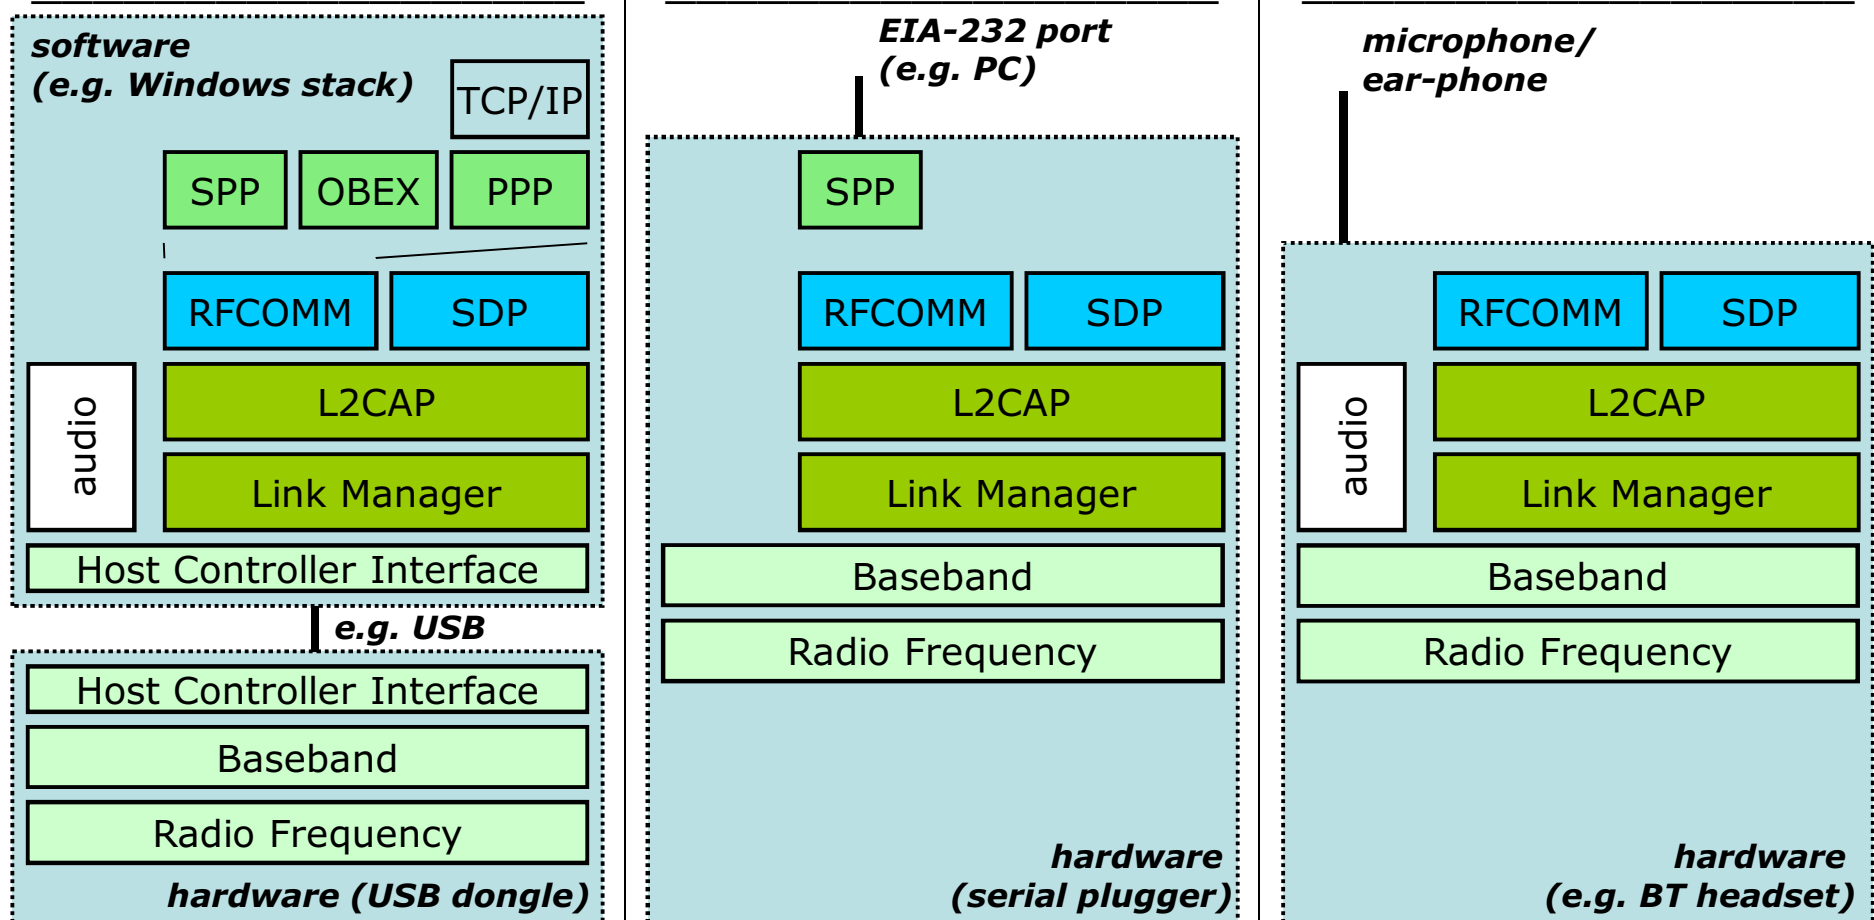 software
(e.g. Windows stack)
TCP/IP
SPP
OBEX
PPP
RFCOMM
SDP
audio
L2CAP
Link Manager
Host Controller Interface
e.g. USB
Host Controller Interface
Baseband
Radio Frequency
hardware (USB dongle)
EIA-232 port
(e.g. PC)
SPP
RFCOMM
SDP
L2CAP
Link Manager
Baseband
Radio Frequency
hardware
(serial plugger)
microphone/
ear-phone
RFCOMM
SDP
audio
L2CAP
Link Manager
Baseband
Radio Frequency
hardware
(e.g. BT headset)